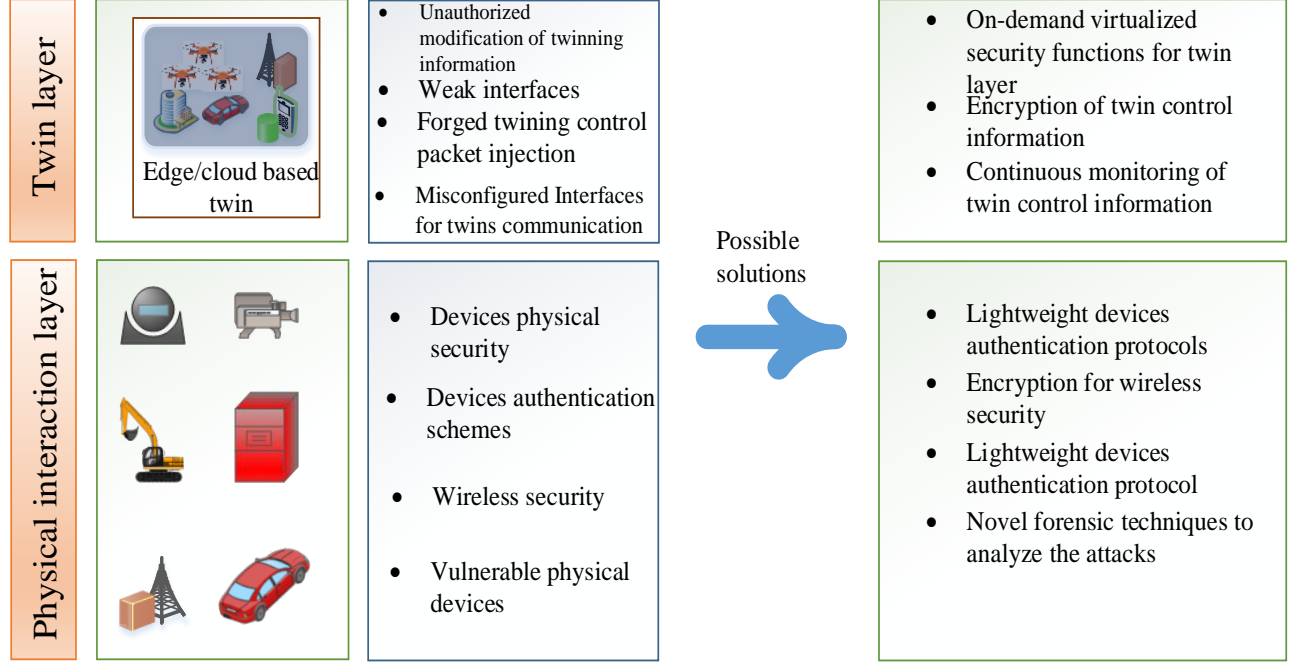 Twin layer
Edge/cloud based
twin
Unauthorized
modification of twinning
information
Weak interfaces
Forged twining control
packet injection
Misconfigured Interfaces
for twins communication
On-demand virtualized
security functions for twin
layer
Encryption of twin control
information
Continuous monitoring of
twin control information
Possible
solutions
Physical interaction layer
Devices physical
security
Devices authentication
schemes
Wireless security
Vulnerable physical
devices
Lightweight devices
authentication protocols
Encryption for wireless
security
Lightweight devices
authentication protocol
Novel forensic techniques to
analyze the attacks